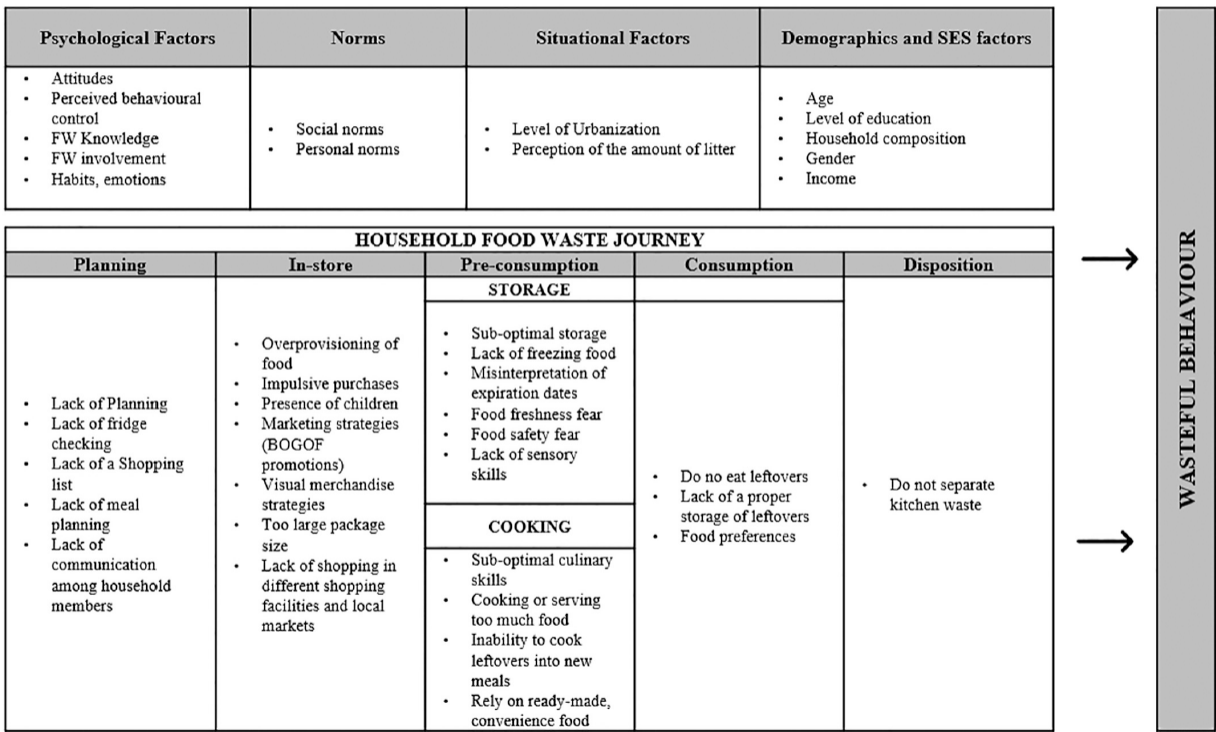 Psychological Factors
Norms
Situational Factors
Demographics and SES factors
• Attitudes
• Perceived behavioural
control
• FW Knowledge
• FW involvement
• Habits, emotions
• Social norms
• Personal norms
• Level of Urbanization
• Perception of the amount of litter
• Age
• Level of education
• Household composition
• Gender
• Income
HOUSEHOLD FOOD WASTE JOURNEY
Planning
In-store
Pre-consumption
Consumption
Disposition
• Lack of Planning
• Lack of fridge
checking
• Lack of a Shopping
list
• Lack of meal
planning
• Lack of
communication
among household
members
• Overprovisioning of
food
• Impulsive purchases
• Presence of children
• Marketing strategies
(BOGOF
promotions)
• Visual merchandise
strategies
• Too large package
size
• Lack of shopping in
different shopping
facilities and local
markets
STORAGE
• Sub-optimal storage
• Lack of freezing food
• Misinterpretation of
expiration dates
• Food freshness fear
• Food safety fear
• Lack of sensory
skills
COOKING
• Sub-optimal culinary
skills
• Cooking or serving
too much food
• Inability to cook
leftovers into new
meals
• Rely on ready-made,
convenience food
• Do no eat leftovers
• Lack of a proper
storage of leftovers
• Food preferences
• Do not separate
kitchen waste
WASTEFUL BEHAVIOUR